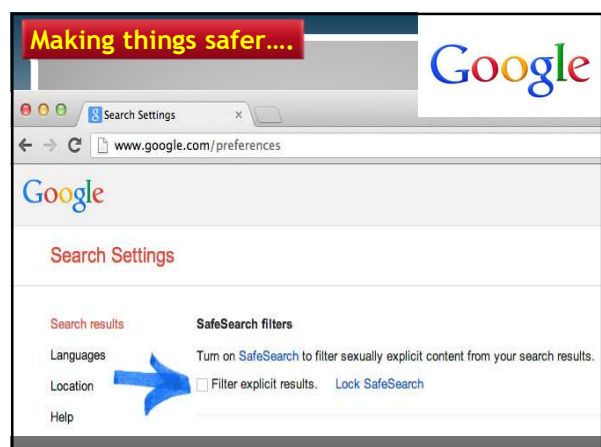 Making things safer....
Google
Search Settings
www.google.com/preferences
Google
Search Settings
Search results
SafeSearch filters
Languages
Turn on SafeSearch to filter sexually explicit content from your search results.
Location
Filter explicit results. Lock SafeSearch
Help